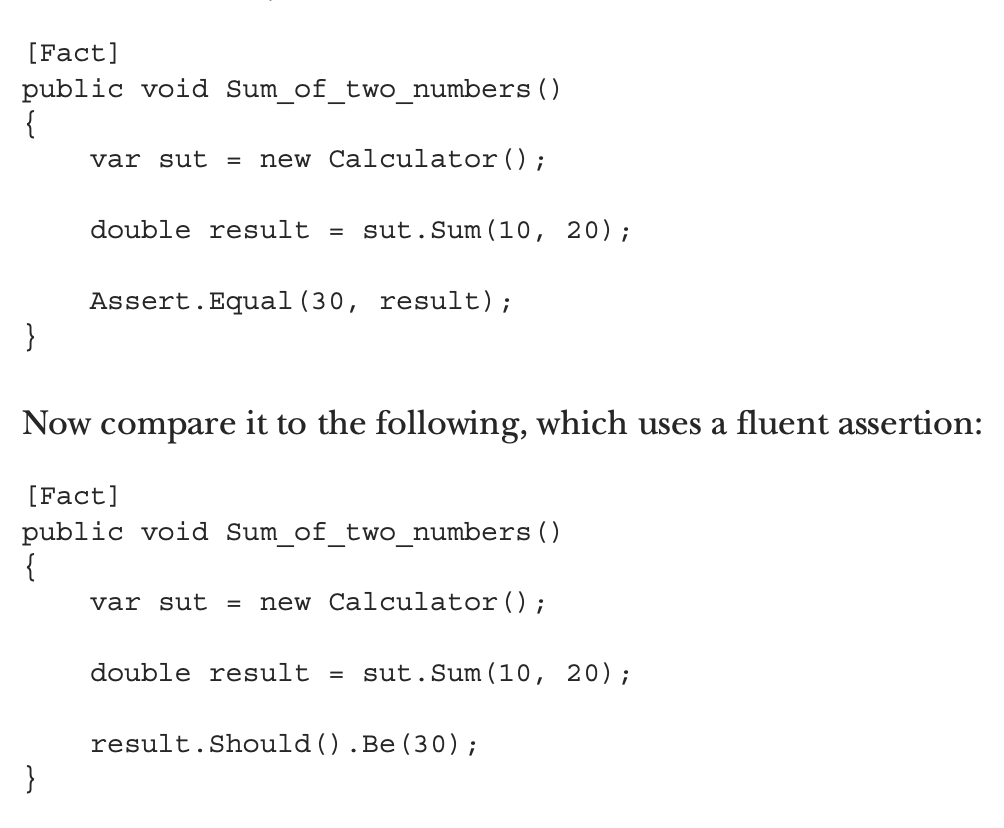 [Fact]
public void Sum_of_two_numbers()
{
    var sut = new Calculator();
    double result = sut.Sum(10, 20);
    Assert.Equal(30, result);
}
Now compare it to the following, which uses a fluent assertion:
[Fact]
public void Sum_of_two_numbers()
{
    var sut = new Calculator();
    double result = sut.Sum(10, 20);
    result.Should().Be(30);
}